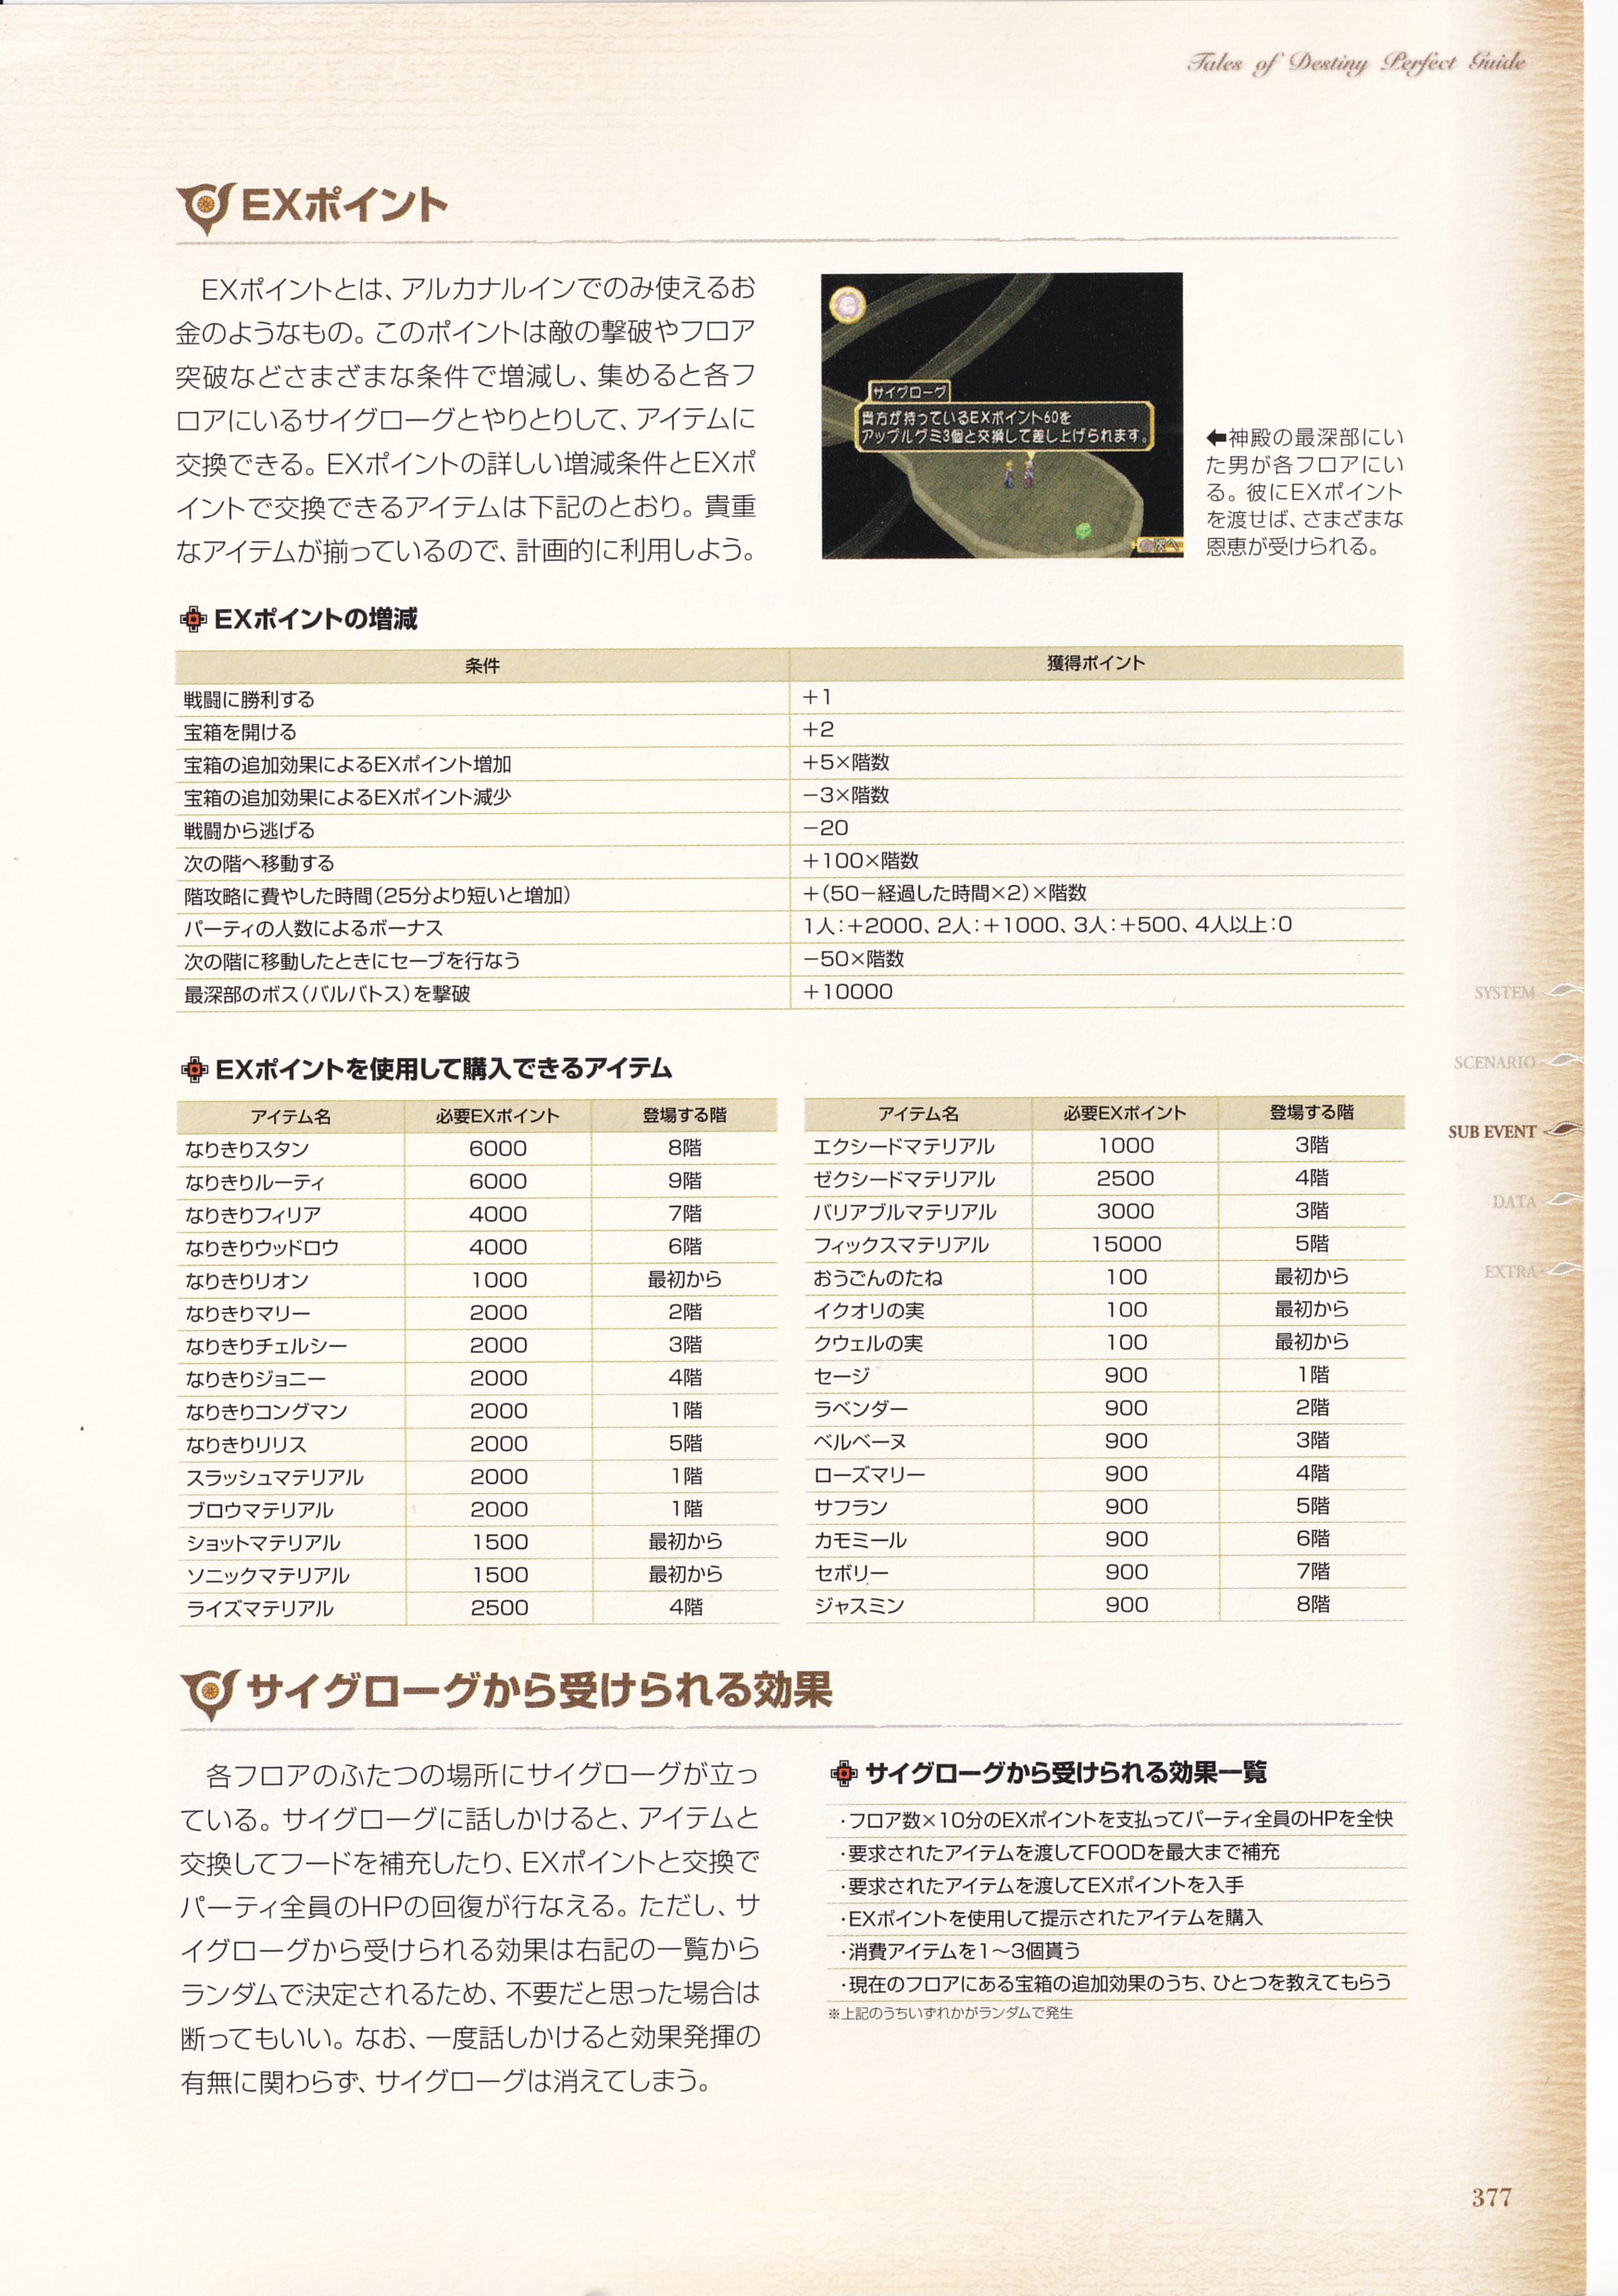 Tales of Destiny Perfect Guide
EXポイント
EXポイントとは、アルカナルインでのみ使えるお
金のようなもの。このポイントは敵の撃破やフロア
突破などさまざまな条件で増減し、集めると各フ
ロアにいるサイグローグとやりとりして、アイテムに
交換できる。EXポイントの詳しい増減条件とEXポ
イントで交換できるアイテムは下記のとおり。貴重
なアイテムが揃っているので、計画的に利用しよう。
サイグローグ
貴方が持っているEXポイント60を
アップルグミ3個と交換して差し上げられます。
←神殿の最深部にい
た男が各フロアにい
る。彼にEXポイント
を渡せば、さまざまな
恩恵が受けられる。
EXポイントの増減
条件 獲得ポイント
戦闘に勝利する +1
宝箱を開ける +2
宝箱の追加効果によるEXポイント増加 +5×階数
宝箱の追加効果によるEXポイント減少 −3×階数
戦闘から逃げる −20
次の階へ移動する +100×階数
階攻略に費やした時間(25分より短いと増加) +(50−経過した時間×2)×階数
パーティの人数によるボーナス 1人:+2000、2人:+1000、3人:+500、4人以上:0
次の階に移動したときにセーブを行なう −50×階数
最深部のボス(バルバトス)を撃破 +10000
EXポイントを使用して購入できるアイテム
アイテム名 必要EXポイント 登場する階
なりきりスタン 6000 8階
なりきりルーティ 6000 9階
なりきりフィリア 4000 7階
なりきりウッドロウ 4000 6階
なりきりリオン 1000 最初から
なりきりマリー 2000 2階
なりきりチェルシー 2000 3階
なりきりジョニー 2000 4階
なりきりコングマン 2000 1階
なりきりリリス 2000 5階
スラッシュマテリアル 2000 1階
ブロウマテリアル 2000 1階
ショットマテリアル 1500 最初から
ソニックマテリアル 1500 最初から
ライズマテリアル 2500 4階
アイテム名 必要EXポイント 登場する階
エクシードマテリアル 1000 3階
ゼクシードマテリアル 2500 4階
バリアブルマテリアル 3000 3階
フィックスマテリアル 15000 5階
おうごんのたね 100 最初から
イクオリの実 100 最初から
クウェルの実 100 最初から
セージ 900 1階
ラベンダー 900 2階
ベルベーヌ 900 3階
ローズマリー 900 4階
サフラン 900 5階
カモミール 900 6階
セボリー 900 7階
ジャスミン 900 8階
サイグローグから受けられる効果
各フロアのふたつの場所にサイグローグが立っ
ている。サイグローグに話しかけると、アイテムと
交換してフードを補充したり、EXポイントと交換で
パーティ全員のHPの回復が行なえる。ただし、サ
イグローグから受けられる効果は右記の一覧から
ランダムで決定されるため、不要だと思った場合は
断ってもいい。なお、一度話しかけると効果発揮の
有無に関わらず、サイグローグは消えてしまう。
サイグローグから受けられる効果一覧
・フロア数×10分のEXポイントを支払ってパーティ全員のHPを全快
・要求されたアイテムを渡してFOODを最大まで補充
・要求されたアイテムを渡してEXポイントを入手
・EXポイントを使用して提示されたアイテムを購入
・消費アイテムを1～3個貰う
・現在のフロアにある宝箱の追加効果のうち、ひとつを教えてもらう
※上記のうちいずれかがランダムで発生
SYSTEM
SCENARIO
SUB EVENT
DATA
EXTRA
377